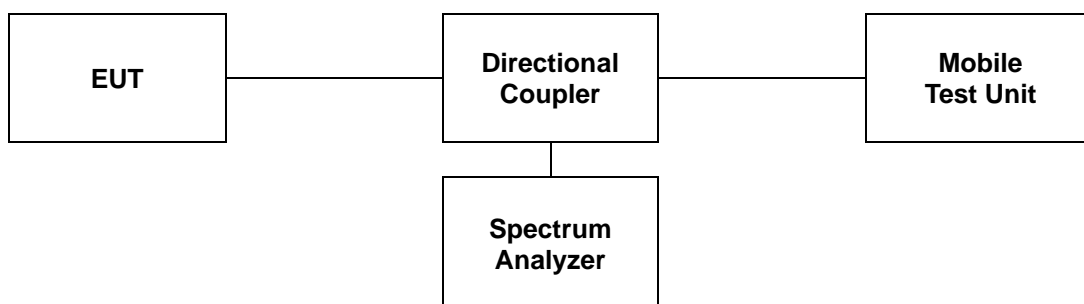 EUT
Directional
Coupler
Mobile
Test Unit
Spectrum
Analyzer